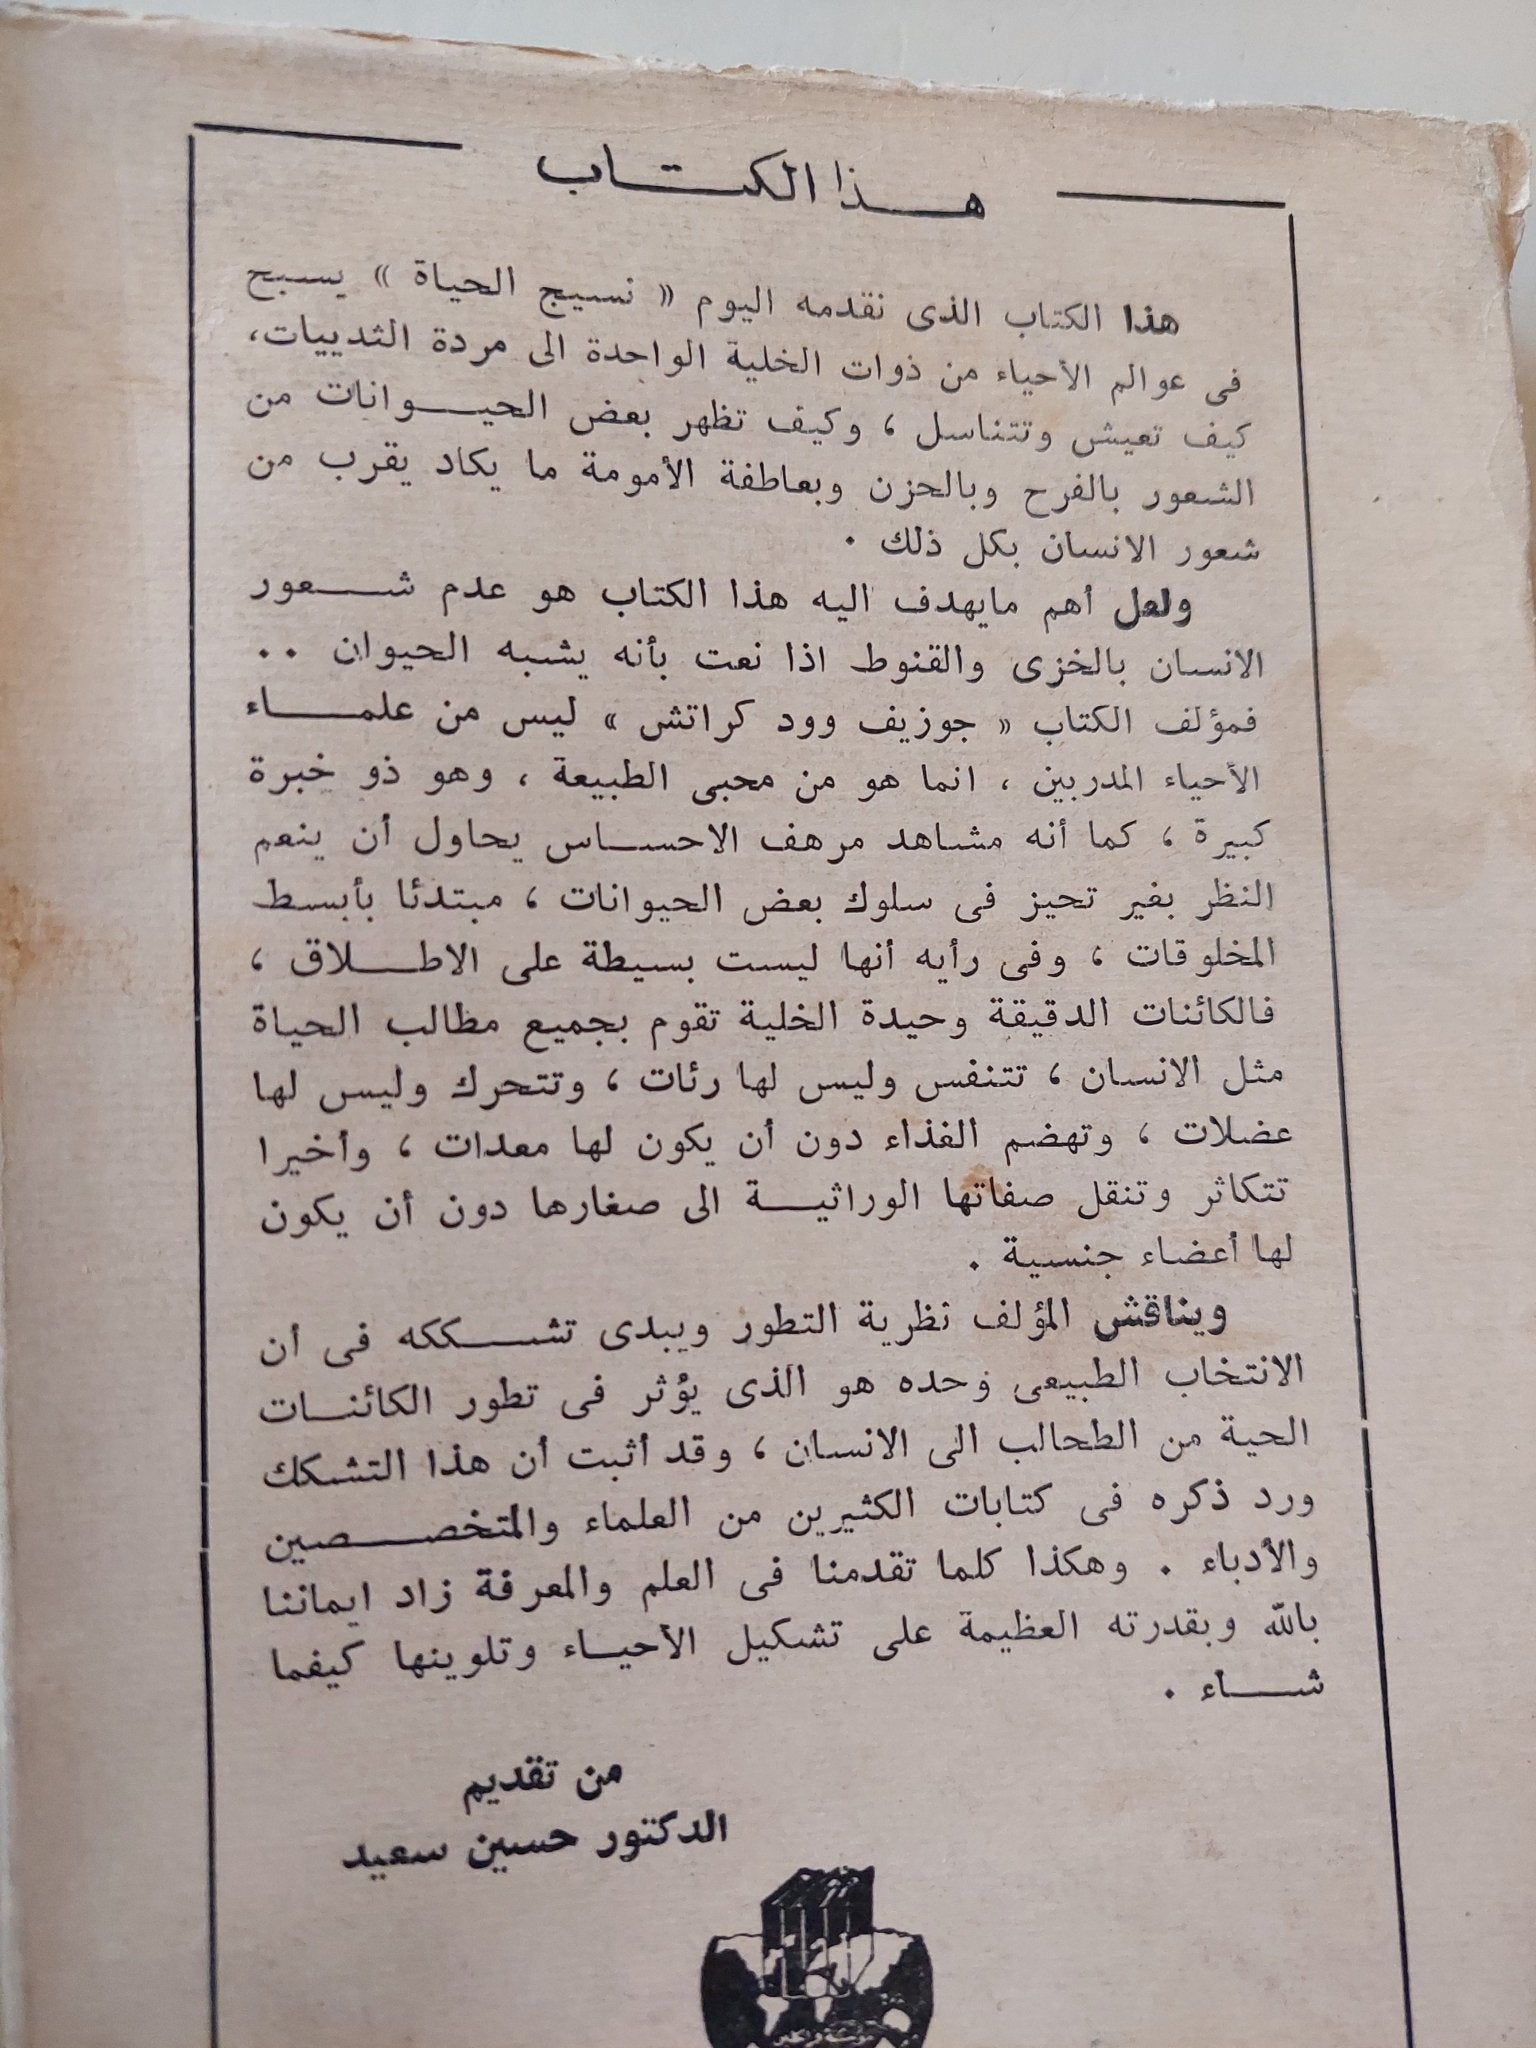 هذا الكتاب
هذا الكتاب الذى نقدمه اليوم « نسيج الحياة » يسبح
فى عوالم الأحياء من ذوات الخلية الواحدة الى مردة الثدييات،
كيف تعيش وتتناسل ، وكيف تظهر بعض الحيوانات من
الشعور بالفرح وبالحزن وبعاطفة الأمومة ما يكاد يقرب من
شعور الانسان بكل ذلك .
ولعل أهم مايهدف اليه هذا الكتاب هو عدم شعور
الانسان بالخزى والقنوط اذا نعت بأنه يشبه الحيوان ..
فمؤلف الكتاب « جوزيف وود كراتش » ليس من علماء
الأحياء المدربين ، انما هو من محبى الطبيعة ، وهو ذو خبرة
كبيرة ، كما أنه مشاهد مرهف الاحساس يحاول أن ينعم
النظر بغير تحيز فى سلوك بعض الحيوانات ، مبتدئا بأبسط
المخلوقات ، وفى رأيه أنها ليست بسيطة على الاطلاق ،
فالكائنات الدقيقة وحيدة الخلية تقوم بجميع مطالب الحياة
مثل الانسان ، تتنفس وليس لها رئات ، وتتحرك وليس لها
عضلات ، وتهضم الغذاء دون أن يكون لها معدات ، وأخيرا
تتكاثر وتنقل صفاتها الوراثية الى صغارها دون أن يكون
لها أعضاء جنسية .
ويناقش المؤلف نظرية التطور ويبدى تشككه فى أن
الانتخاب الطبيعى وحده هو الذى يؤثر فى تطور الكائنات
الحية من الطحالب الى الانسان ، وقد أثبت أن هذا التشكك
ورد ذكره فى كتابات الكثيرين من العلماء والمتخصصين
والأدباء . وهكذا كلما تقدمنا فى العلم والمعرفة زاد ايماننا
بالله وبقدرته العظيمة على تشكيل الأحياء وتلوينها كيفما
شاء .
من تقديم
الدكتور حسين سعيد